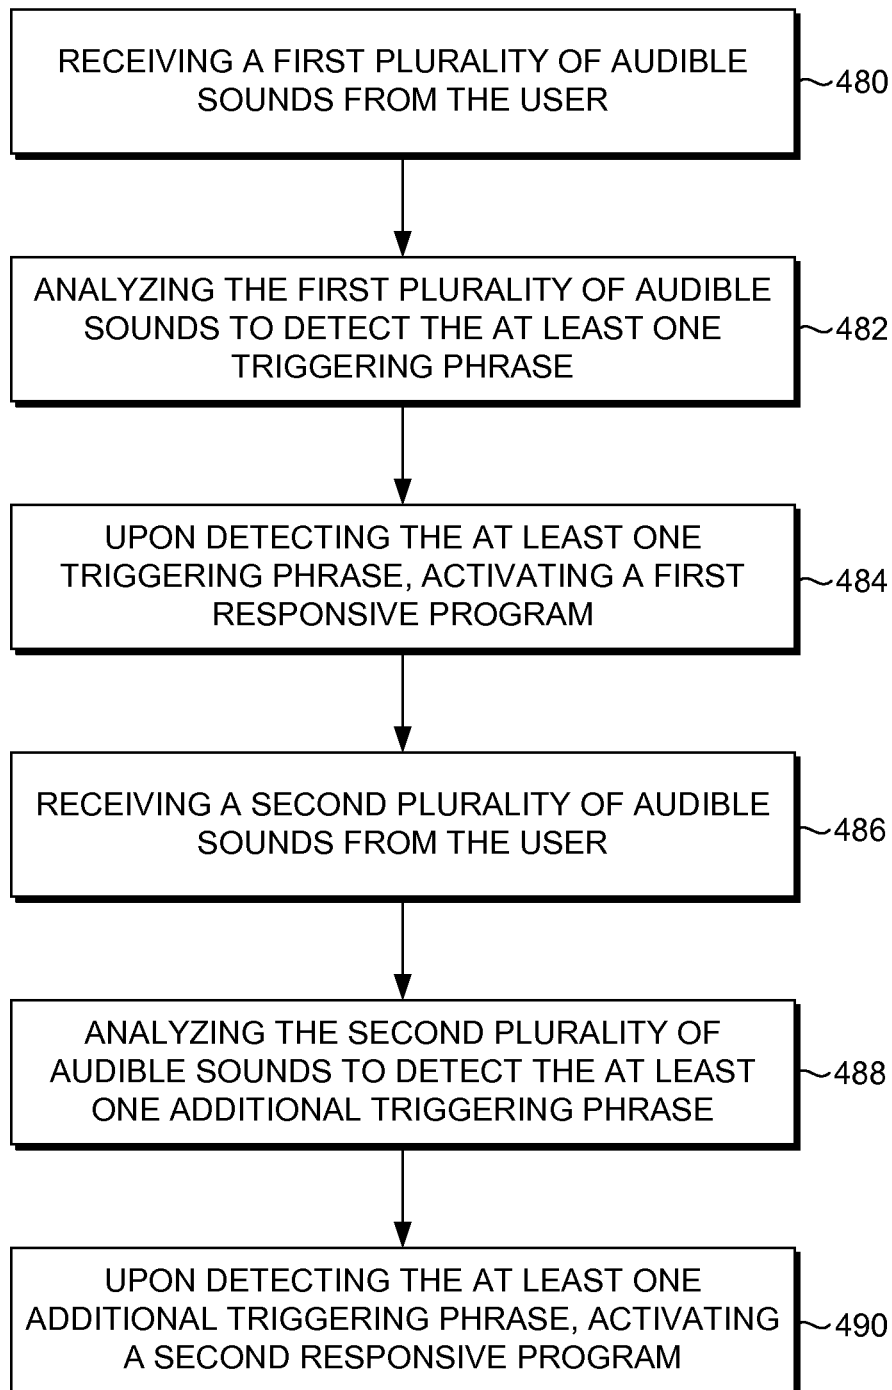 RECEIVING A FIRST PLURALITY OF AUDIBLE
SOUNDS FROM THE USER
480
ANALYZING THE FIRST PLURALITY OF AUDIBLE
SOUNDS TO DETECT THE AT LEAST ONE
TRIGGERING PHRASE
482
UPON DETECTING THE AT LEAST ONE
TRIGGERING PHRASE, ACTIVATING A FIRST
RESPONSIVE PROGRAM
484
RECEIVING A SECOND PLURALITY OF AUDIBLE
SOUNDS FROM THE USER
486
ANALYZING THE SECOND PLURALITY OF
AUDIBLE SOUNDS TO DETECT THE AT LEAST
ONE ADDITIONAL TRIGGERING PHRASE
488
UPON DETECTING THE AT LEAST ONE
ADDITIONAL TRIGGERING PHRASE, ACTIVATING
A SECOND RESPONSIVE PROGRAM
490